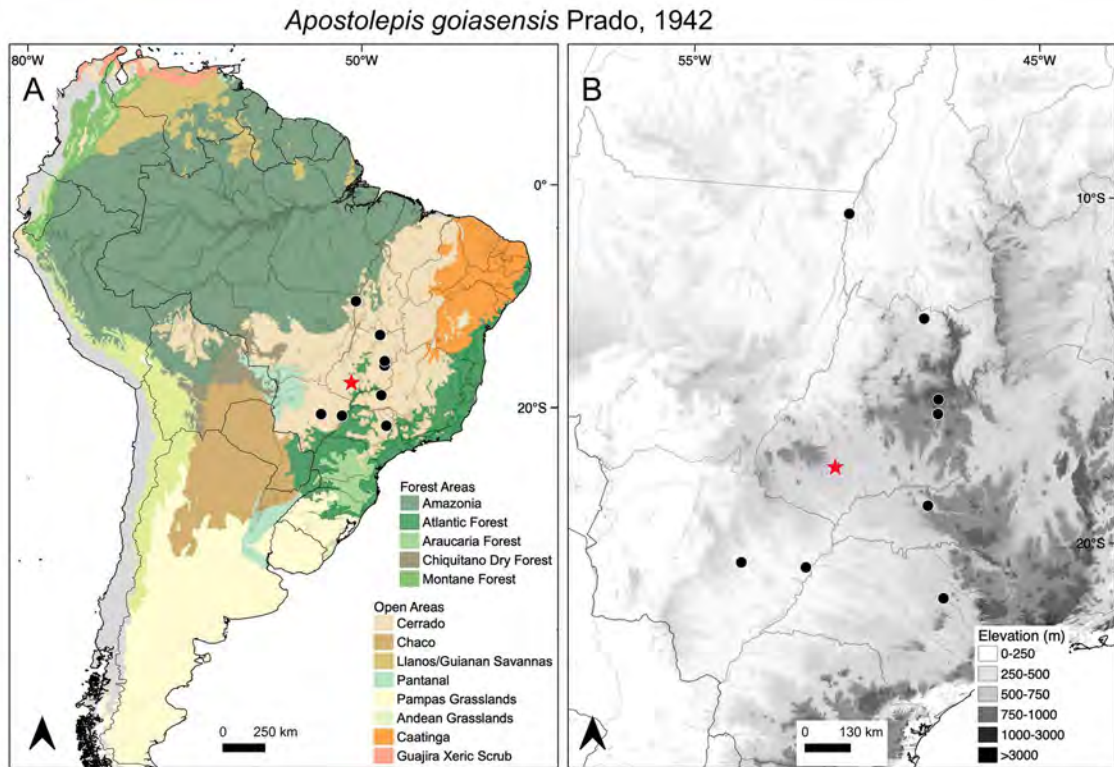 Apostolepis goiasensis Prado, 1942
A
80°W
50°W
0°
20°S
Forest Areas
Amazonia
Atlantic Forest
Araucaria Forest
Chiquitano Dry Forest
Montane Forest
Open Areas
Cerrado
Chaco
Llanos/Guianan Savannas
Pantanal
Pampas Grasslands
Andean Grasslands
Caatinga
Guajira Xeric Scrub
0 250 km
B
55°W
45°W
10°S
20°S
Elevation (m)
0-250
250-500
500-750
750-1000
1000-3000
>3000
0 130 km